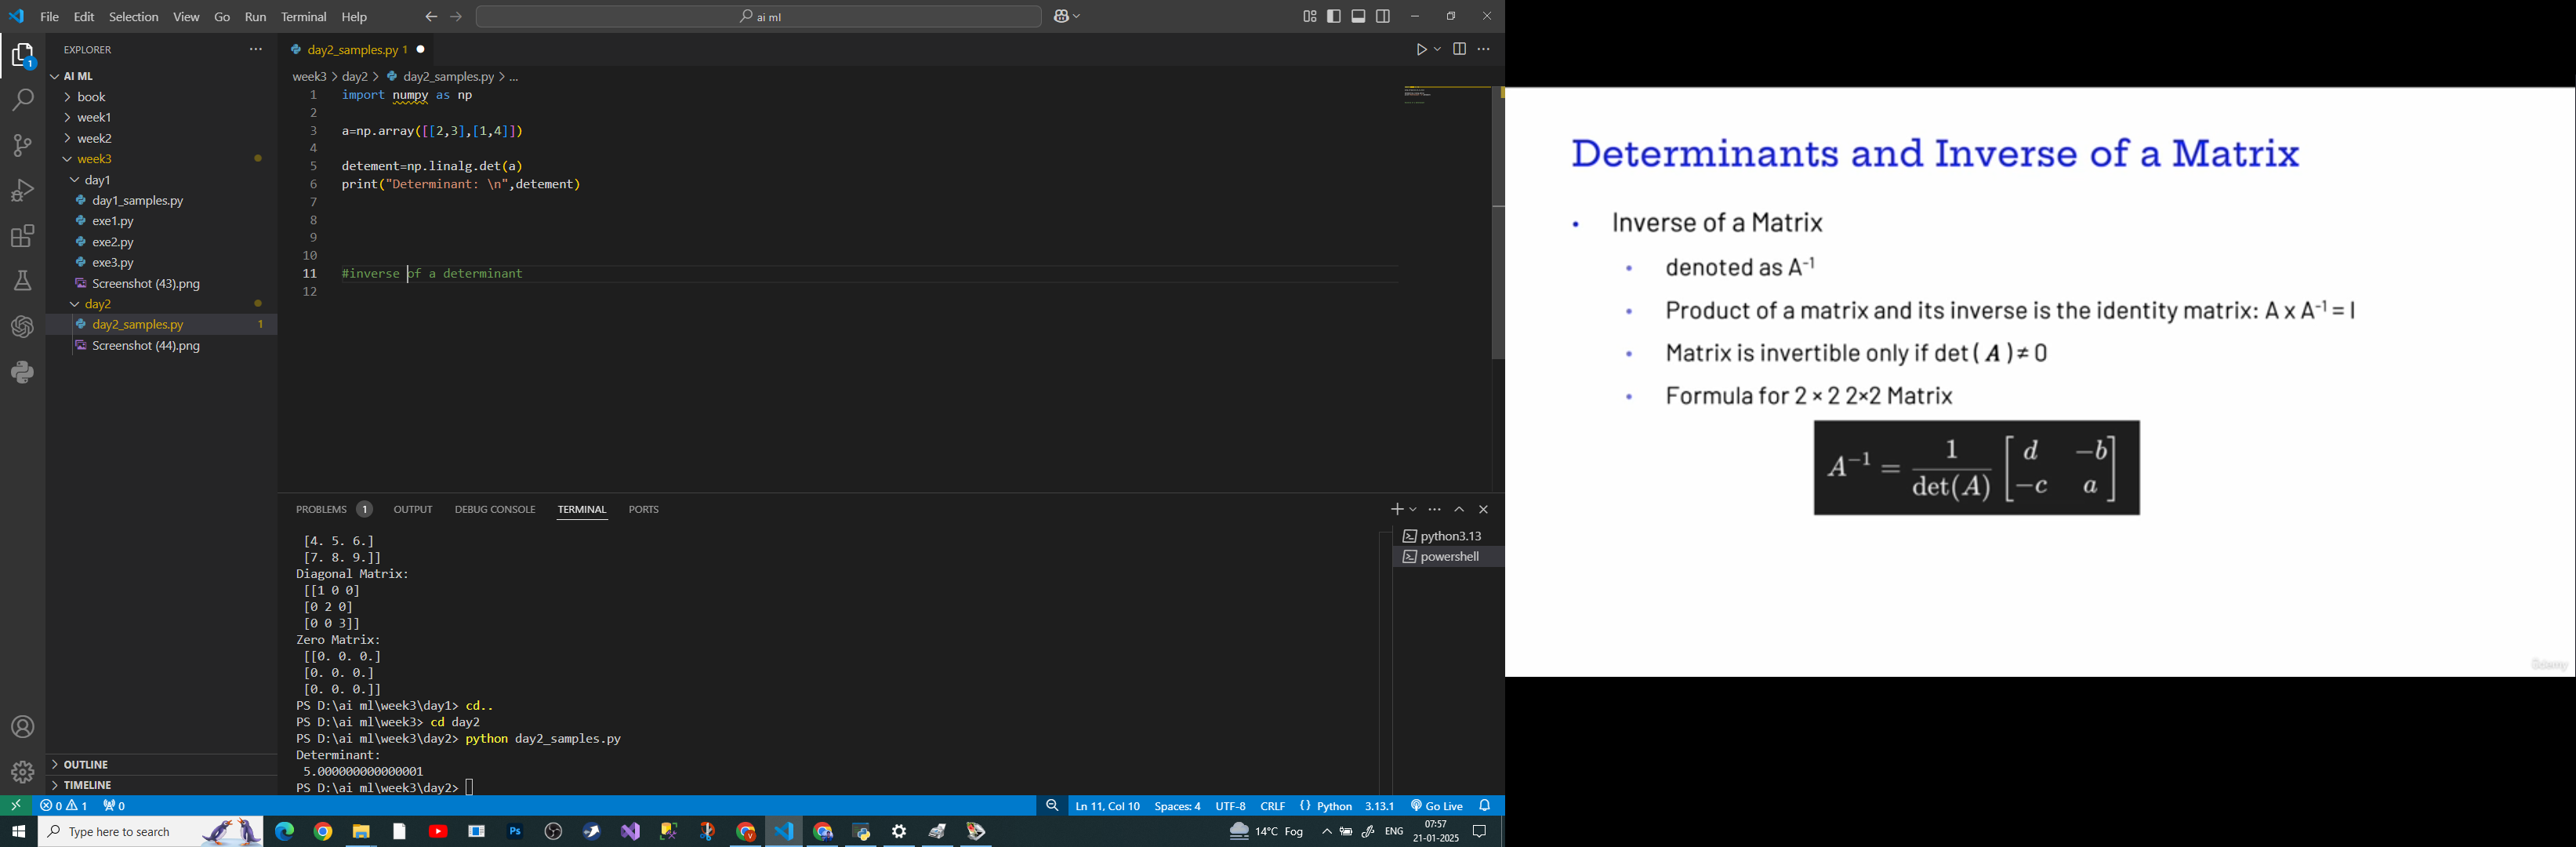 File Edit Selection View Go Run Terminal Help
ai ml
EXPLORER
AI ML
book
week1
week2
week3
day1
day1_samples.py
exe1.py
exe2.py
exe3.py
Screenshot (43).png
day2
day2_samples.py 1
Screenshot (44).png
OUTLINE
TIMELINE
day2_samples.py 1
week3 > day2 > day2_samples.py > ...
1 import numpy as np
2
3 a=np.array([[2,3],[1,4]])
4
5 detement=np.linalg.det(a)
6 print("Determinant: \n",detement)
7
8
9
10
11 #inverse of a determinant
12
PROBLEMS 1 OUTPUT DEBUG CONSOLE TERMINAL PORTS
python3.13
powershell
[4. 5. 6.]
[7. 8. 9.]]
Diagonal Matrix:
[[1 0 0]
[0 2 0]
[0 0 3]]
Zero Matrix:
[[0. 0. 0.]
[0. 0. 0.]
[0. 0. 0.]]
PS D:\ai ml\week3\day1> cd..
PS D:\ai ml\week3> cd day2
PS D:\ai ml\week3\day2> python day2_samples.py
Determinant:
5.000000000000001
PS D:\ai ml\week3\day2>
0 1 0 Ln 11, Col 10 Spaces: 4 UTF-8 CRLF {} Python 3.13.1 Go Live
Type here to search
Ps
14°C Fog ENG
07:57
21-01-2025
Determinants and Inverse of a Matrix
• Inverse of a Matrix
• denoted as A⁻¹
• Product of a matrix and its inverse is the identity matrix: A x A⁻¹ = I
• Matrix is invertible only if det ( A ) ≠ 0
• Formula for 2 × 2 2×2 Matrix
A⁻¹ = 1/det(A) [d −b
−c a]
Udemy